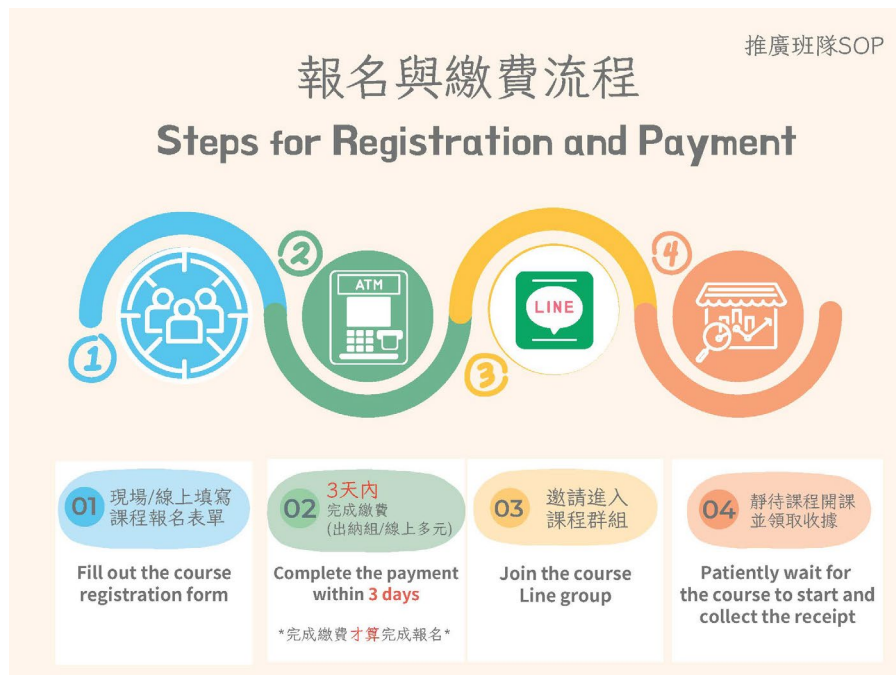 推廣班隊SOP
報名與繳費流程
Steps for Registration and Payment
1
2
ATM
3
LINE
4
01
現場/線上填寫
課程報名表單
Fill out the course
registration form
02
3天內
完成繳費
(出納組/線上多元)
Complete the payment
within 3 days
*完成繳費才算完成報名*
03
邀請進入
課程群組
Join the course
Line group
04
靜待課程開課
並領取收據
Patiently wait for
the course to start and
collect the receipt